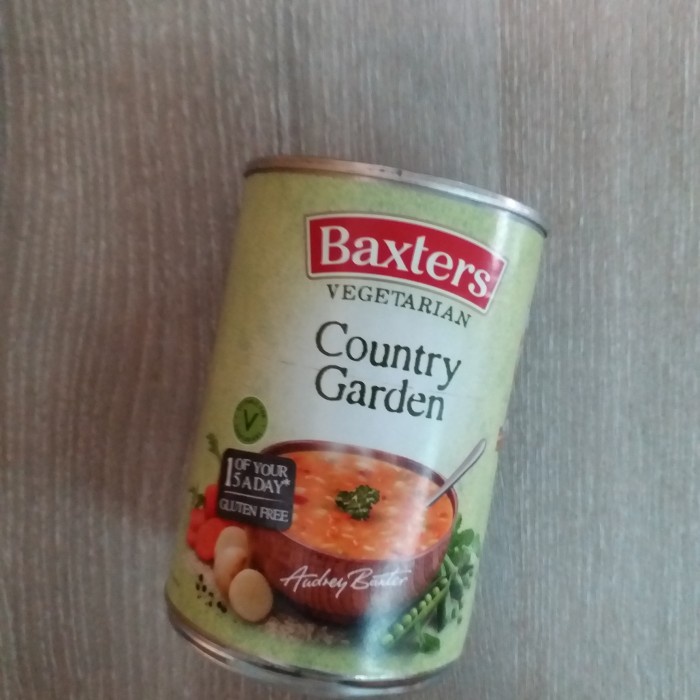 Baxters
VEGETARIAN
Country
Garden
V
1 OF YOUR
5 A DAY*
GLUTEN FREE
Audrey Baxter